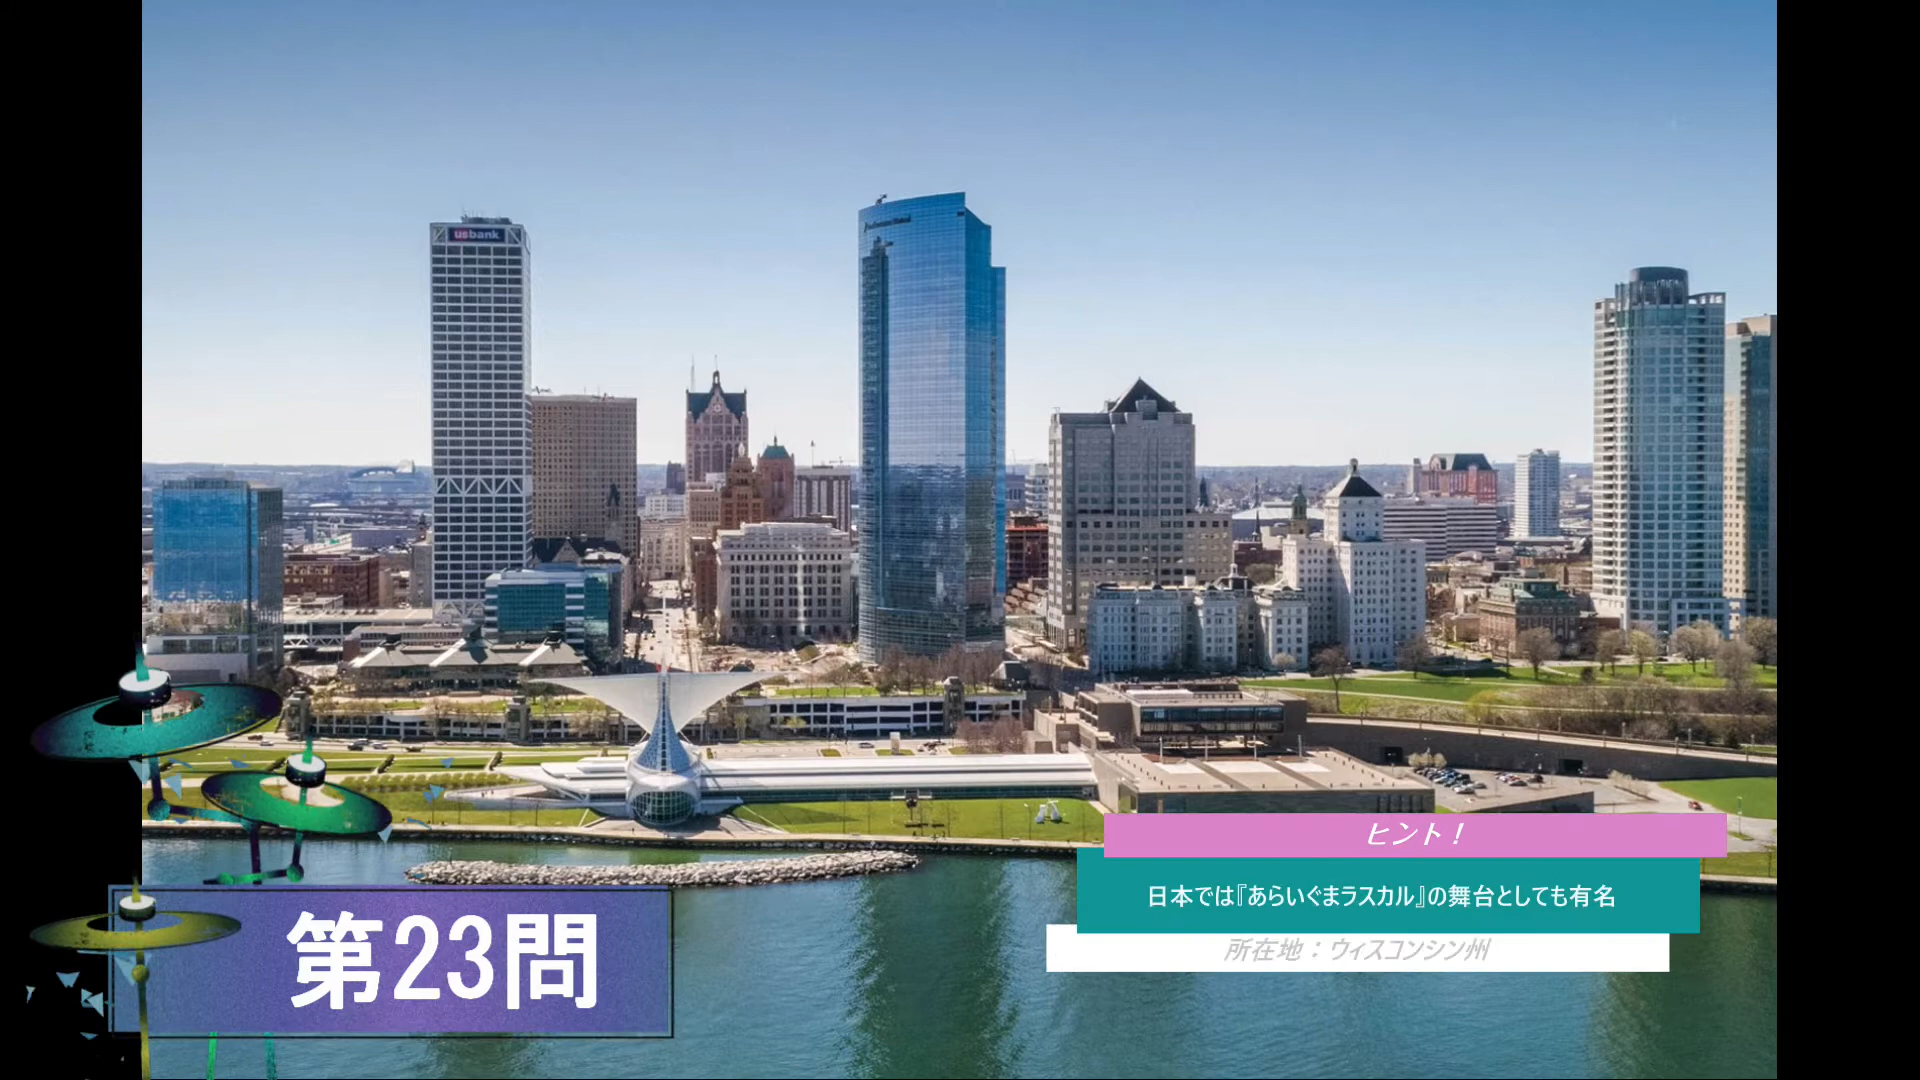 usbank
ヒント！
日本では『あらいぐまラスカル』の舞台としても有名
所在地：ウィスコンシン州
第23問